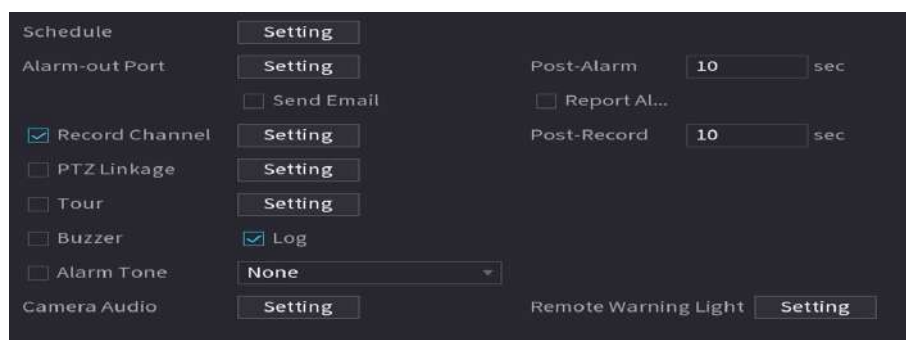 Schedule Setting
Alarm-out Port Setting Post-Alarm 10 sec
Send Email Report Al...
Record Channel Setting Post-Record 10 sec
PTZ Linkage Setting
Tour Setting
Buzzer Log
Alarm Tone None
Camera Audio Setting Remote Warning Light Setting